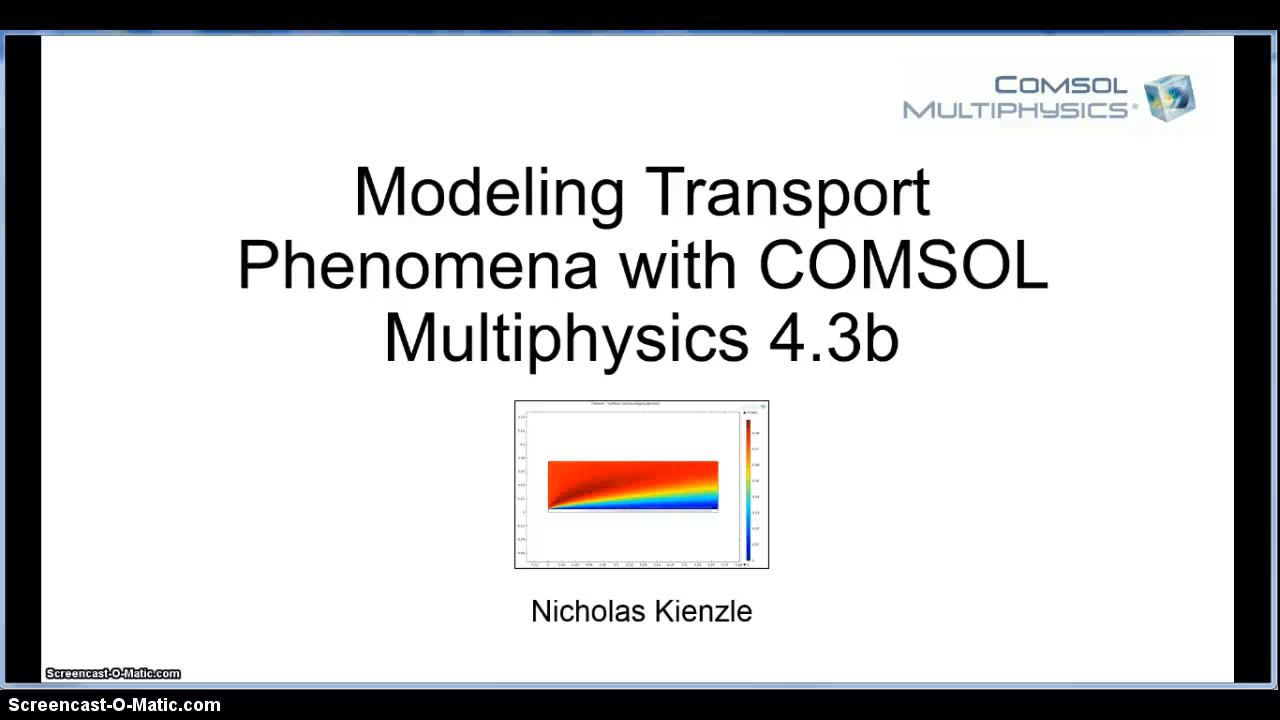 COMSOL
MULTIPHYSICS®
Modeling Transport
Phenomena with COMSOL
Multiphysics 4.3b
Nicholas Kienzle
Screencast-O-Matic.com
Screencast-O-Matic.com